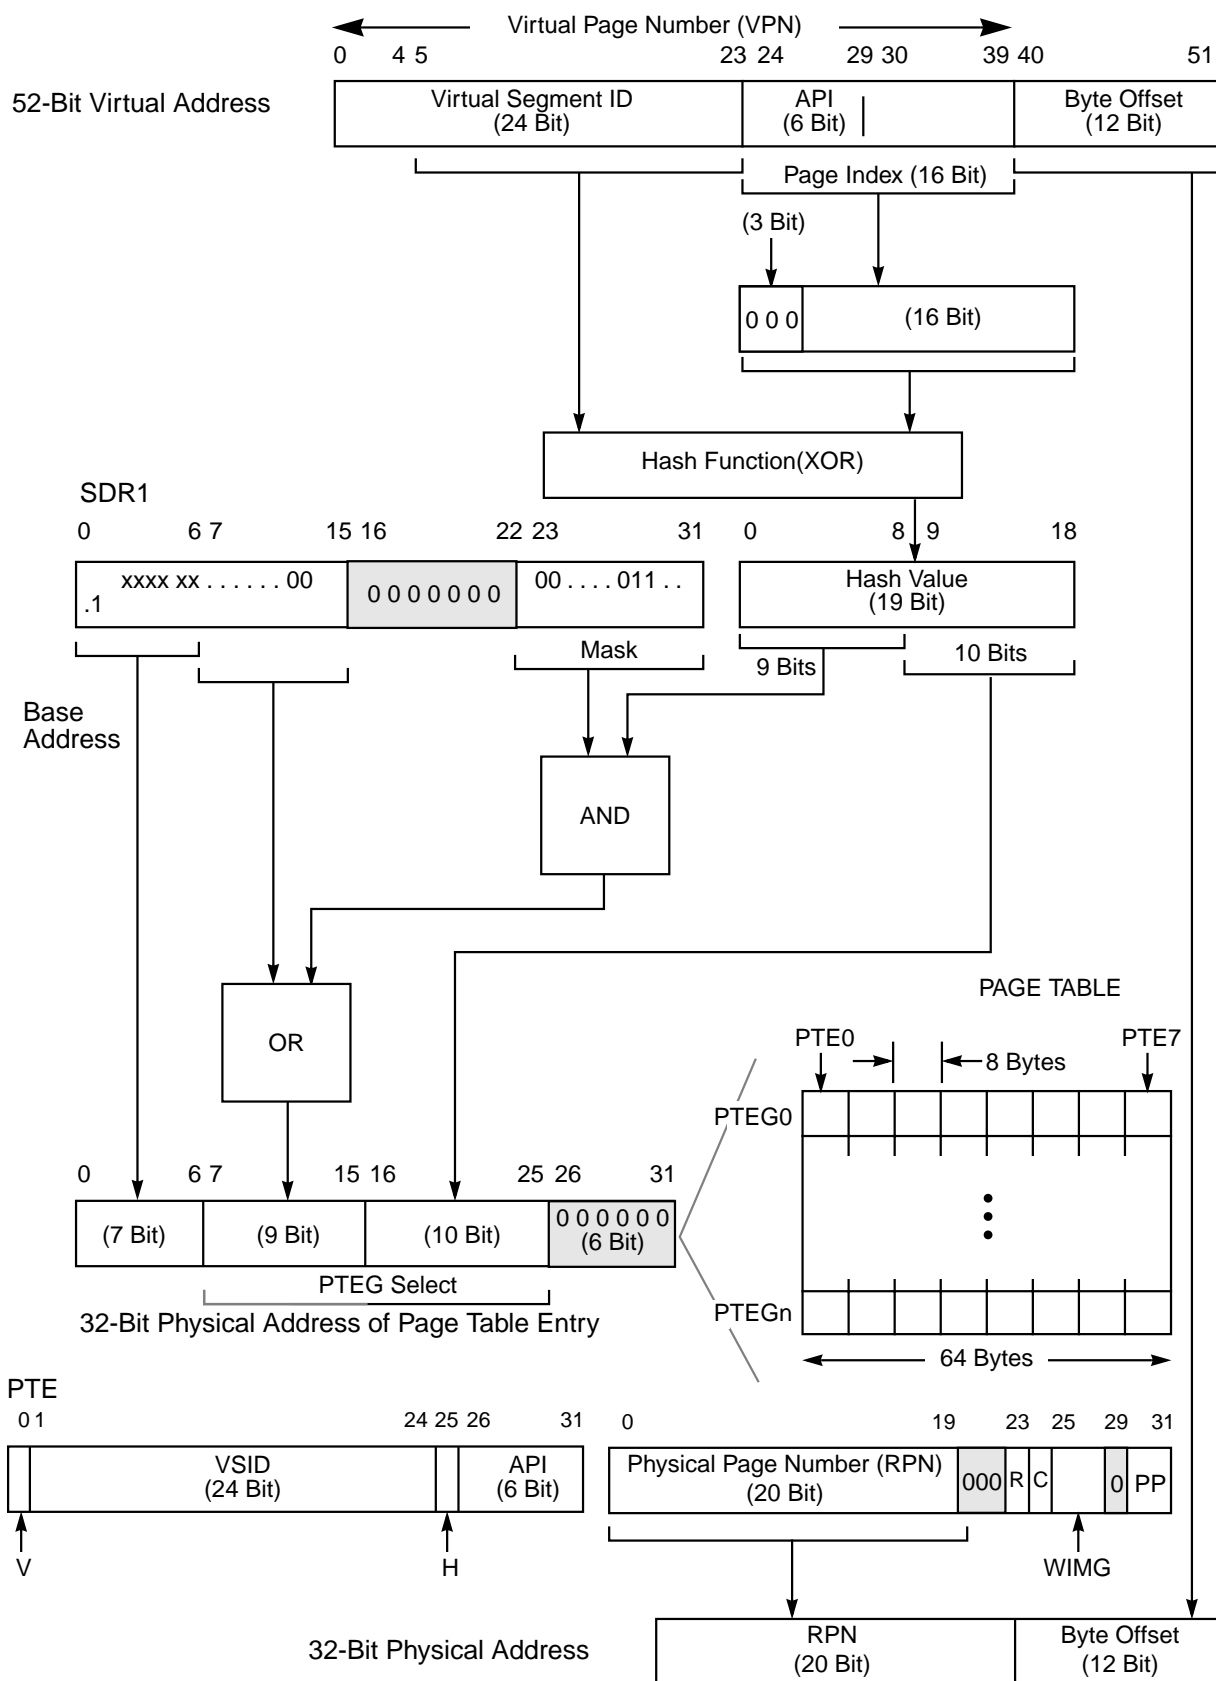 Virtual Page Number (VPN)
0 4 5 23 24 29 30 39 40 51
52-Bit Virtual Address
Virtual Segment ID
(24 Bit)
API
(6 Bit)
Byte Offset
(12 Bit)
Page Index (16 Bit)
(3 Bit)
0 0 0
(16 Bit)
Hash Function(XOR)
SDR1
0 6 7 15 16 22 23 31
0 8 9 18
xxxx xx . . . . . . 00
.1
0 0 0 0 0 0 0
00 . . . . 011 . .
Hash Value
(19 Bit)
Mask
9 Bits
10 Bits
Base
Address
AND
OR
PAGE TABLE
PTE0
PTE7
8 Bytes
PTEG0
0 6 7 15 16 25 26 31
(7 Bit)
(9 Bit)
(10 Bit)
0 0 0 0 0 0
(6 Bit)
PTEG Select
32-Bit Physical Address of Page Table Entry
PTEGn
64 Bytes
PTE
0 1 24 25 26 31
0 19 23 25 29 31
VSID
(24 Bit)
API
(6 Bit)
Physical Page Number (RPN)
(20 Bit)
000
R
C
0
PP
V
H
WIMG
32-Bit Physical Address
RPN
(20 Bit)
Byte Offset
(12 Bit)